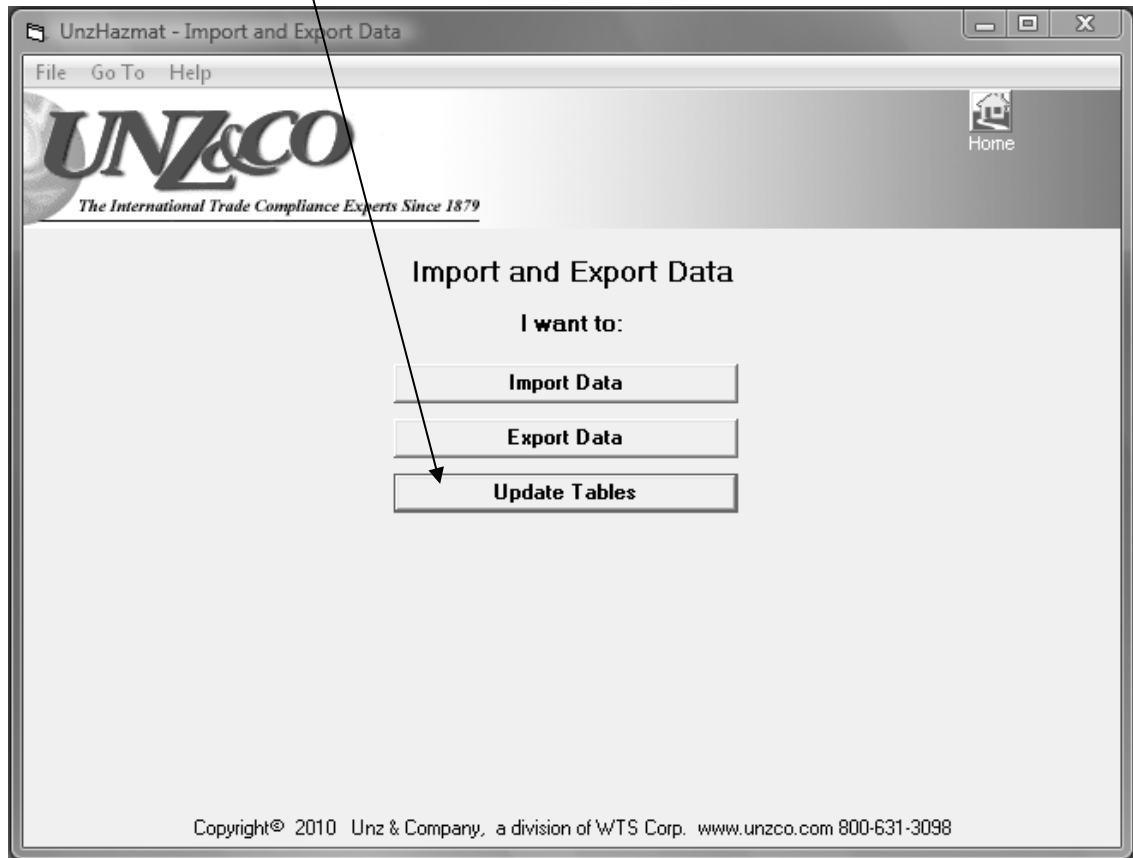 UnzHazmat - Import and Export Data
File Go To Help
UNZ&CO
The International Trade Compliance Experts Since 1879
Home
Import and Export Data
I want to:
Import Data
Export Data
Update Tables
Copyright© 2010 Unz & Company, a division of WTS Corp. www.unzco.com 800-631-3098